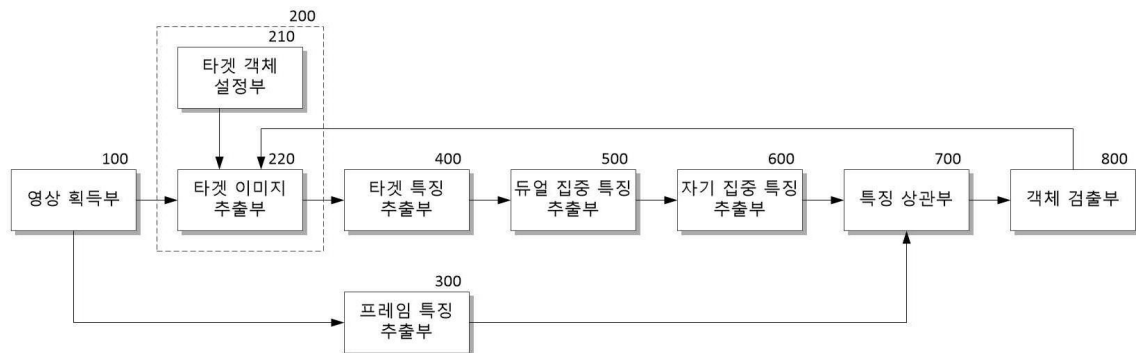 200
210
타겟 객체
설정부
100
영상 획득부
220
타겟 이미지
추출부
400
타겟 특징
추출부
500
듀얼 집중 특징
추출부
600
자기 집중 특징
추출부
700
특징 상관부
800
객체 검출부
300
프레임 특징
추출부